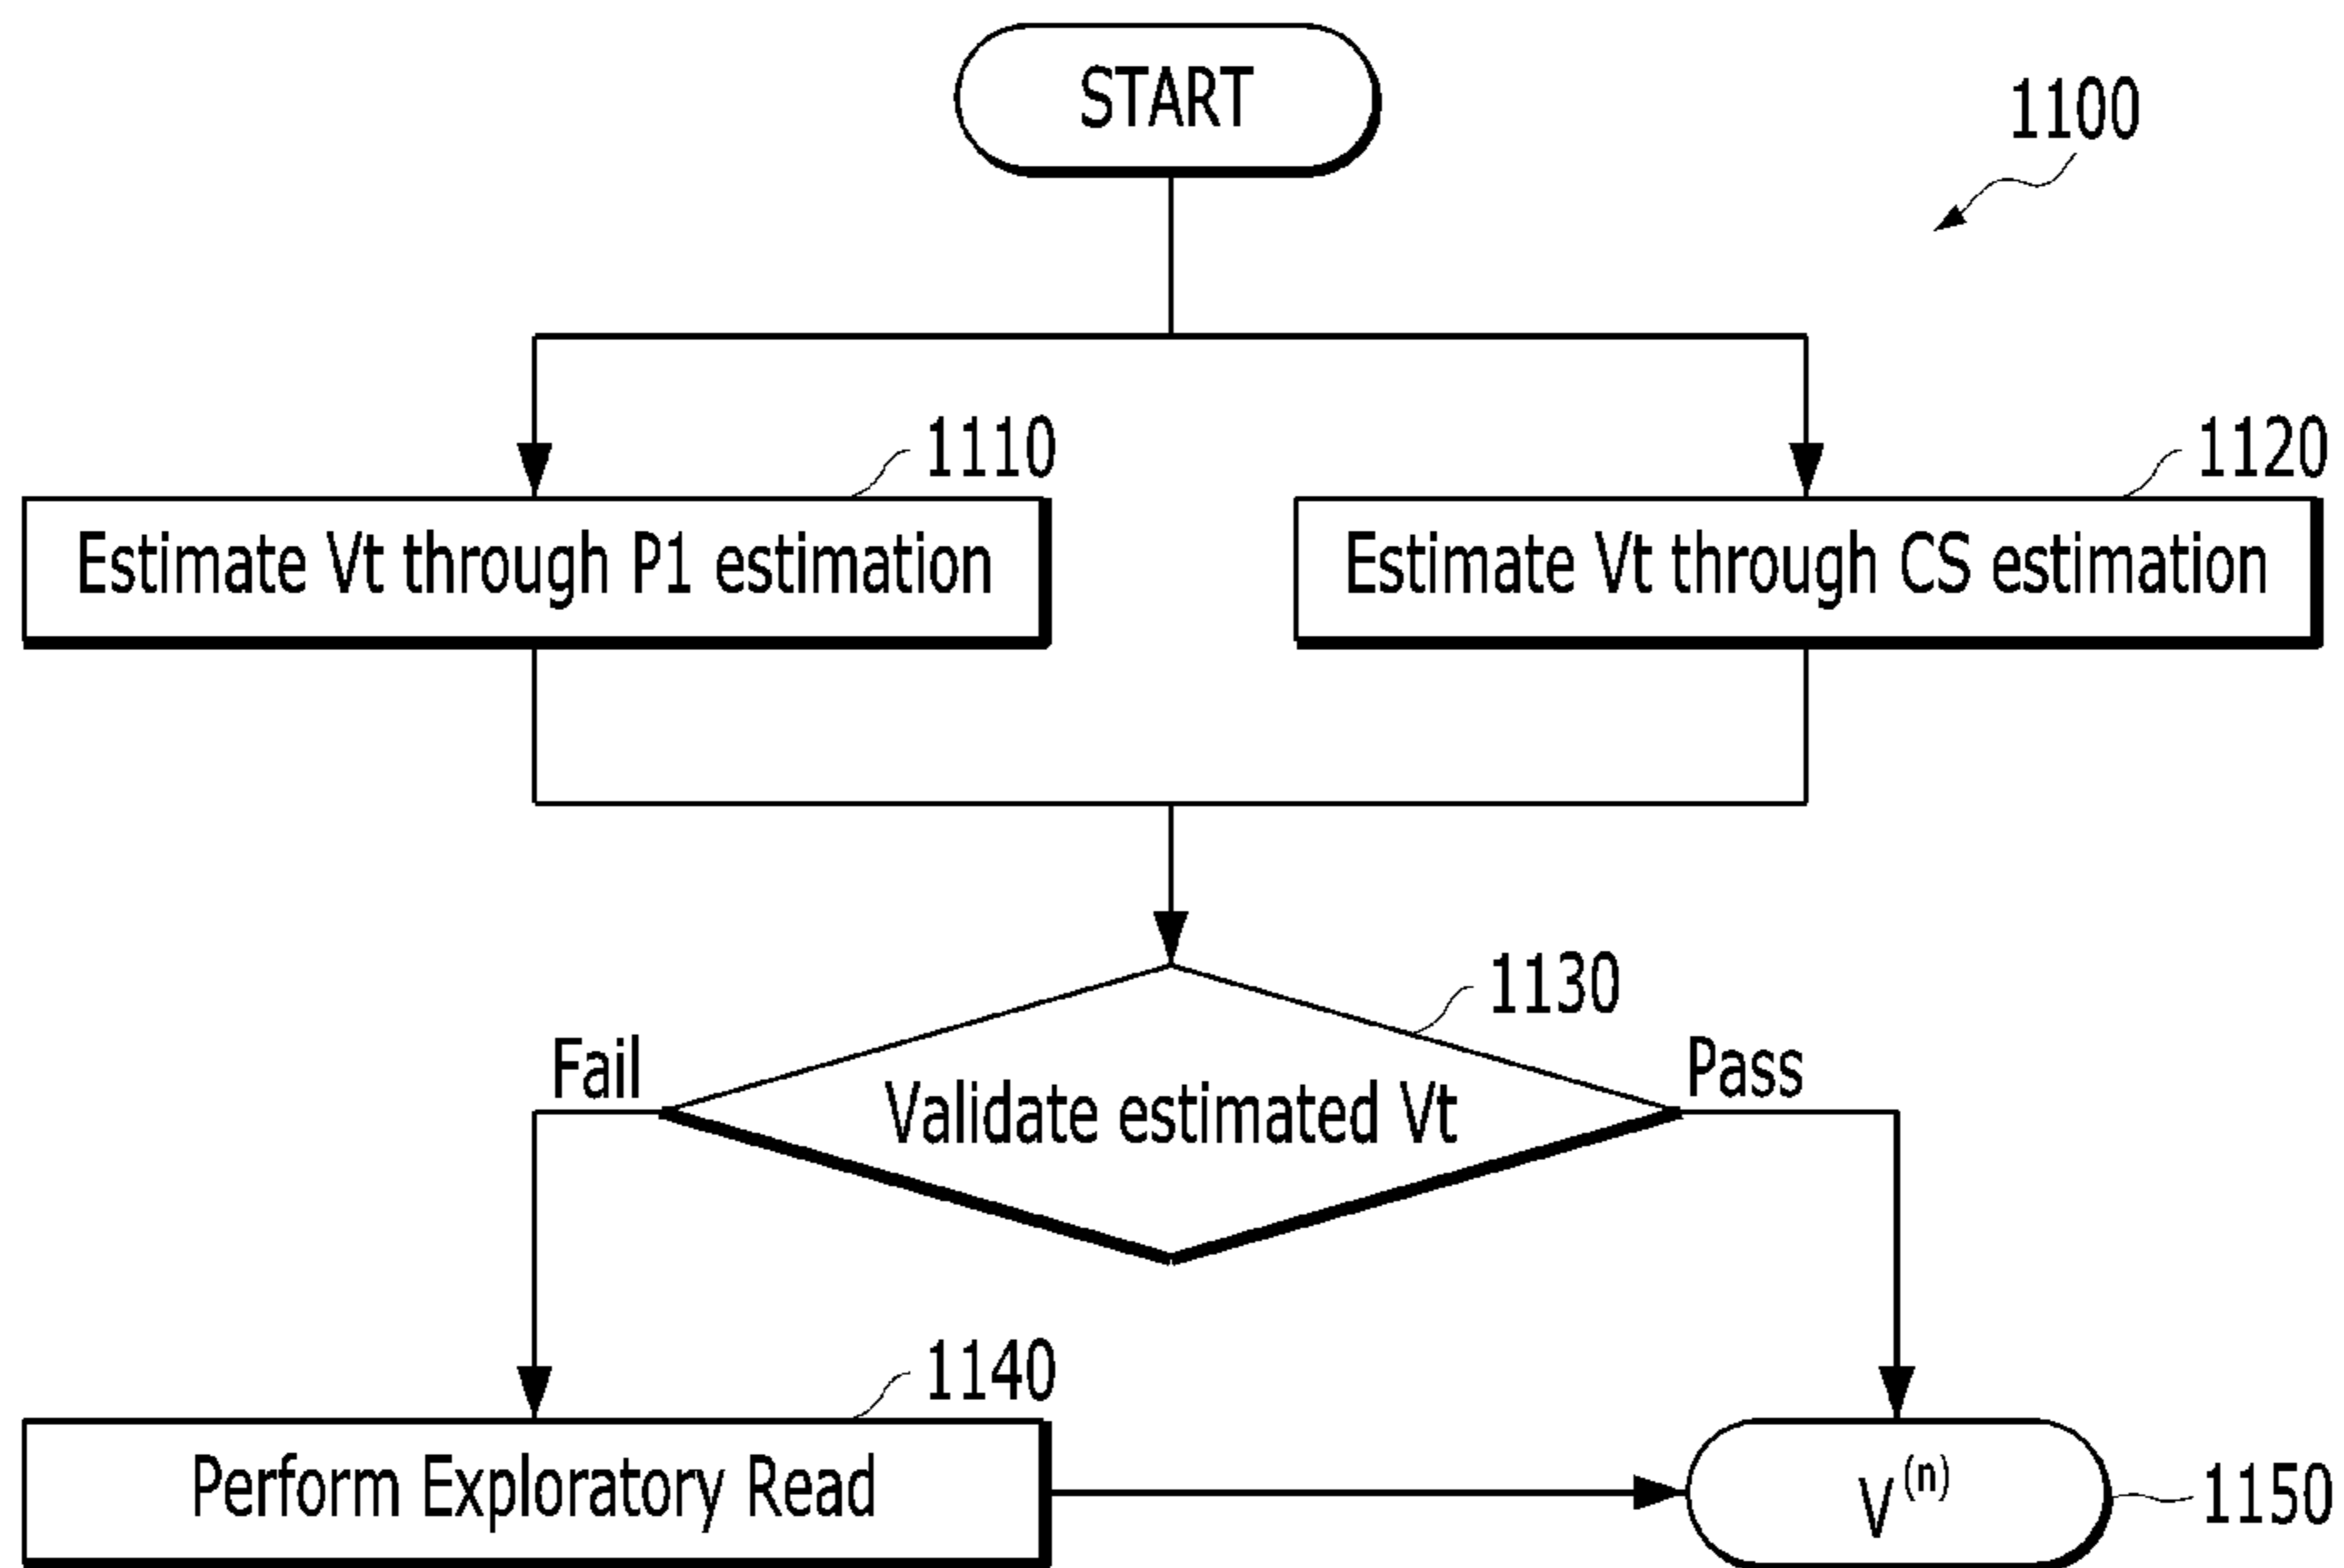 START
1100
1110
1120
Estimate Vt through P1 estimation
Estimate Vt through CS estimation
1130
Fail
Pass
Validate estimated Vt
1140
Perform Exploratory Read
V(n)
1150